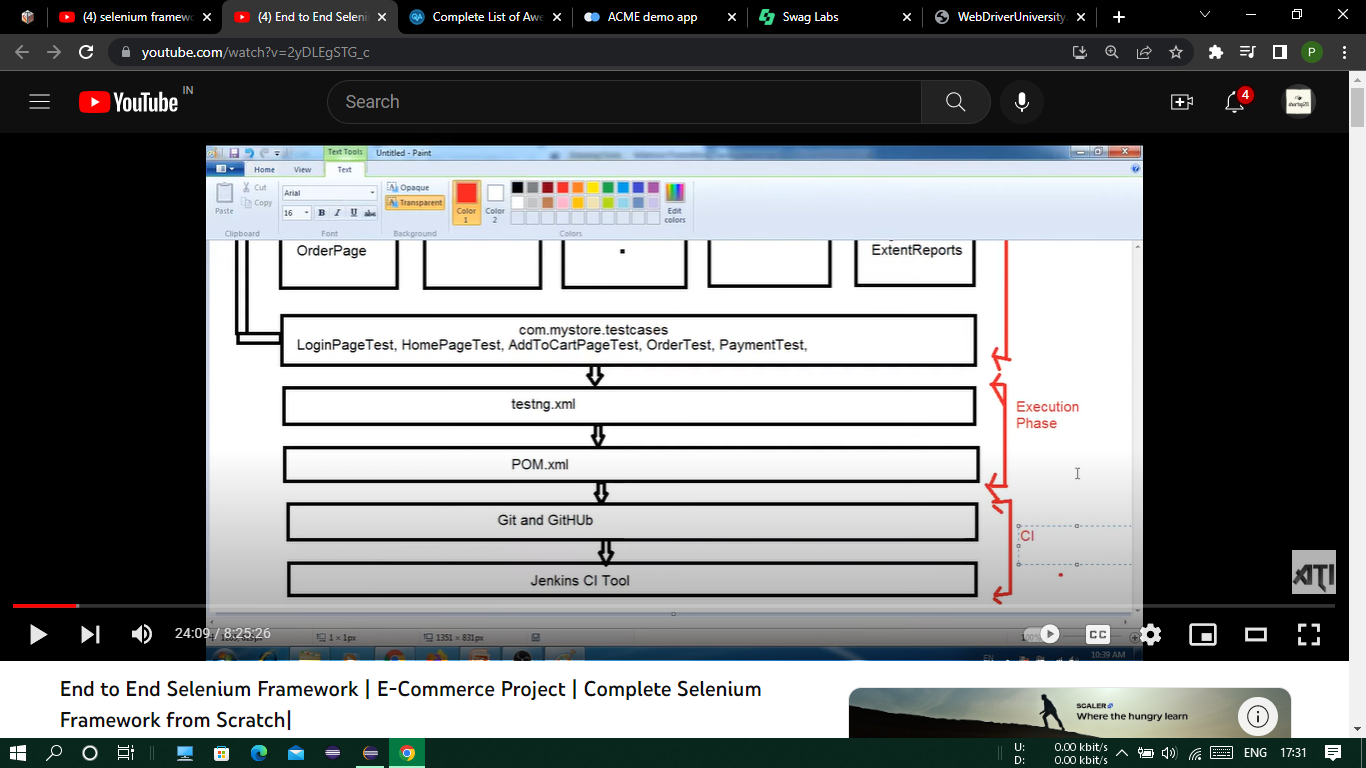 (4) selenium framew
(4) End to End Seleni
Complete List of Awe
ACME demo app
Swag Labs
WebDriverUniversity.
youtube.com/watch?v=2yDLEgSTG_c
P
YouTube IN
Search
4
Text Tools
Untitled - Paint
Home View Text
Paste
Cut
Copy
Clipboard
Arial
16 B I U abc
Font
Opaque
Transparent
Background
Color 1
Color 2
Edit colors
Colors
OrderPage
ExtentReports
com.mystore.testcases
LoginPageTest, HomePageTest, AddToCartPageTest, OrderTest, PaymentTest,
testng.xml
Execution
Phase
POM.xml
Git and GitHUb
CI
Jenkins CI Tool
ATI
24:09 / 8:25:26
CC
1 × 1px
1351 × 831px
EN
10:39 AM
End to End Selenium Framework | E-Commerce Project | Complete Selenium
Framework from Scratch|
SCALER
Where the hungry learn
U: 0.00 kbit/s
D: 0.00 kbit/s
ENG
17:31